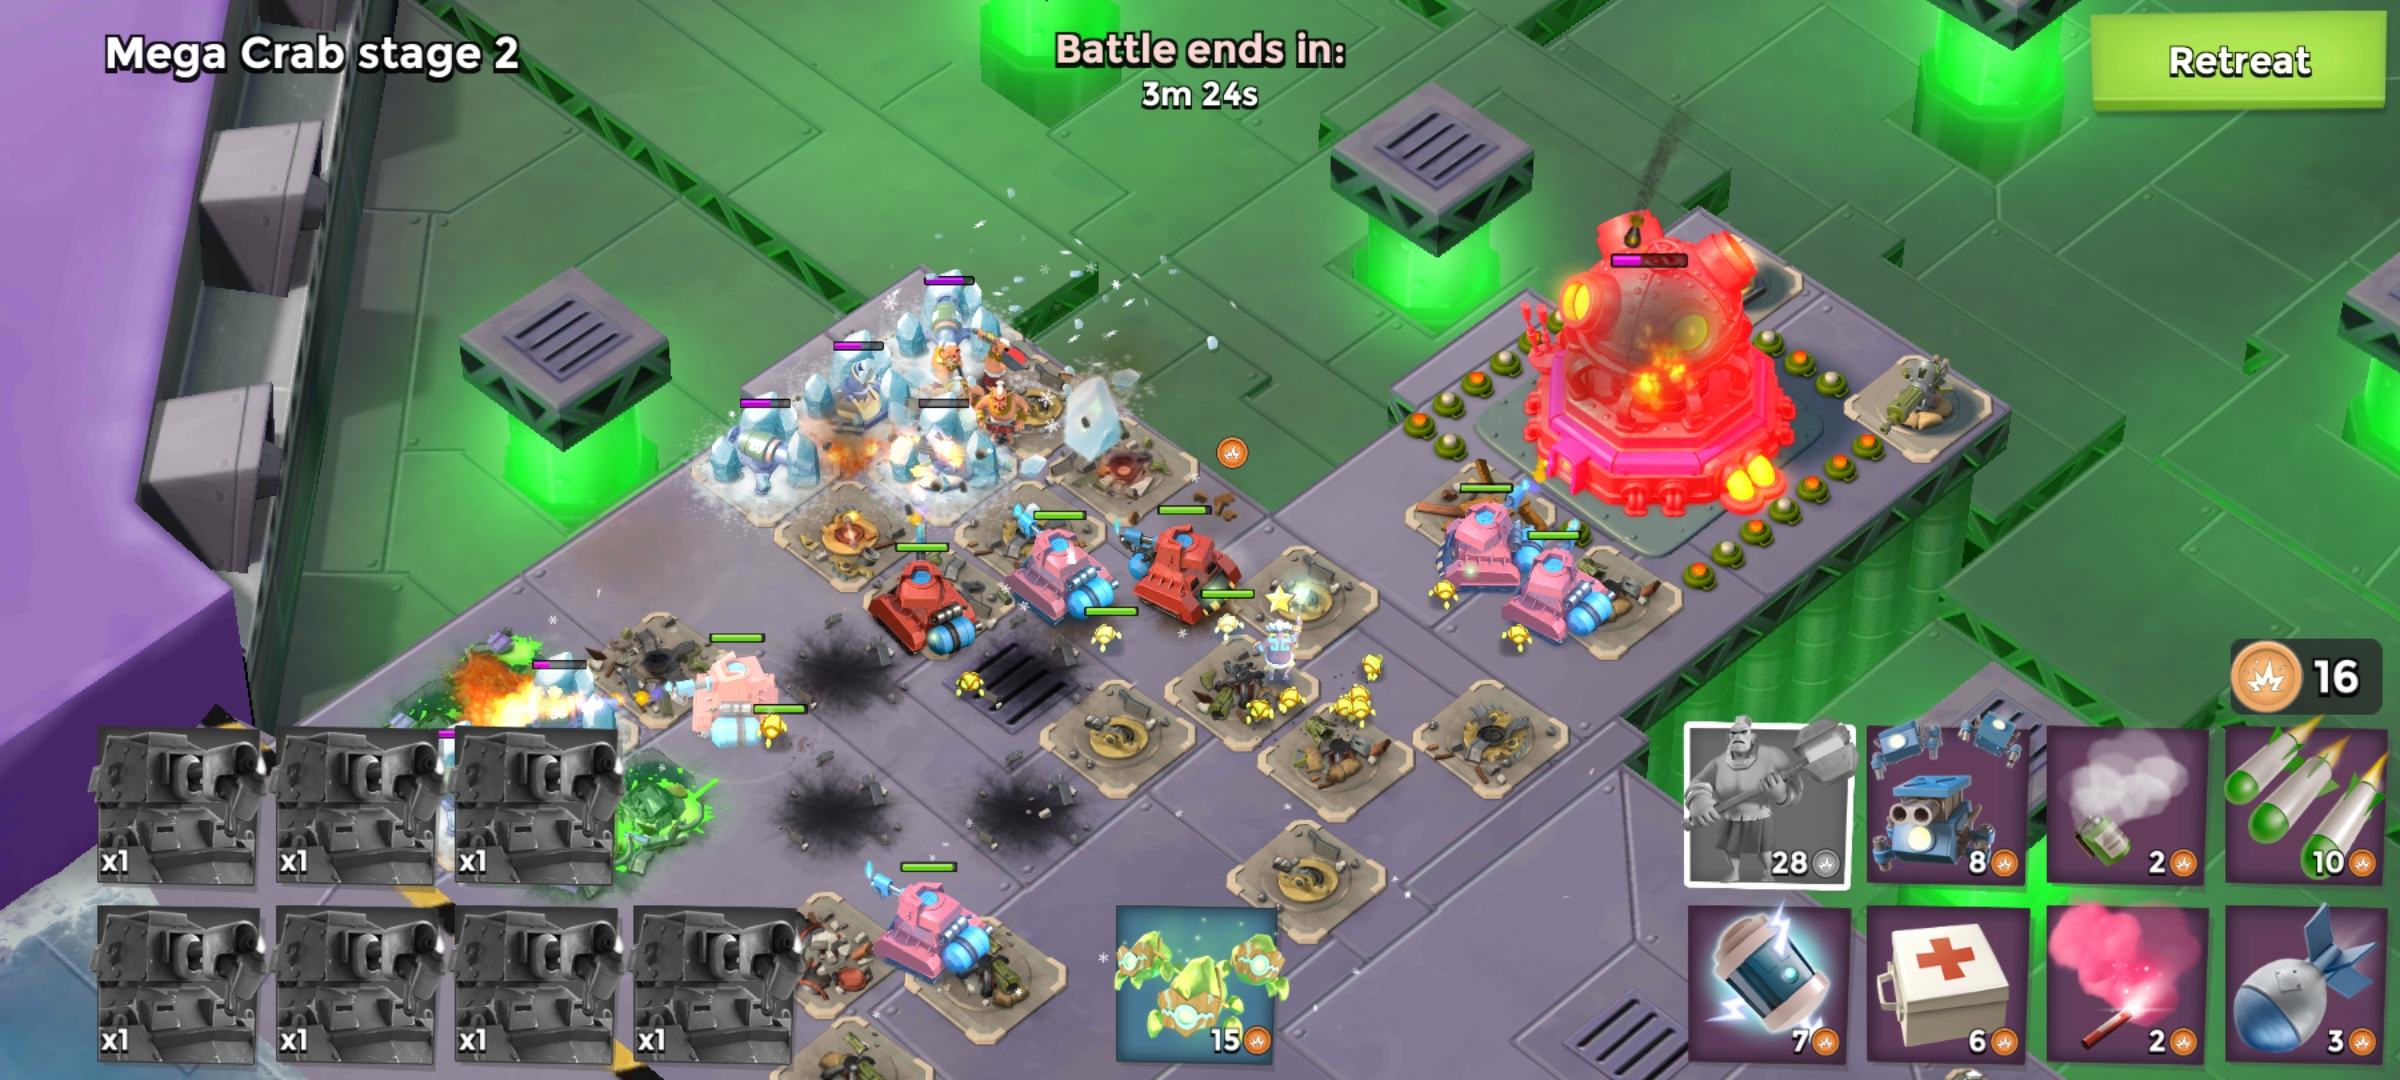 Mega Crab stage 2
Battle ends in:
3m 24s
Retreat
16
28
8
2
10
x1
x1
x1
x1
x1
x1
x1
15
7
6
2
3